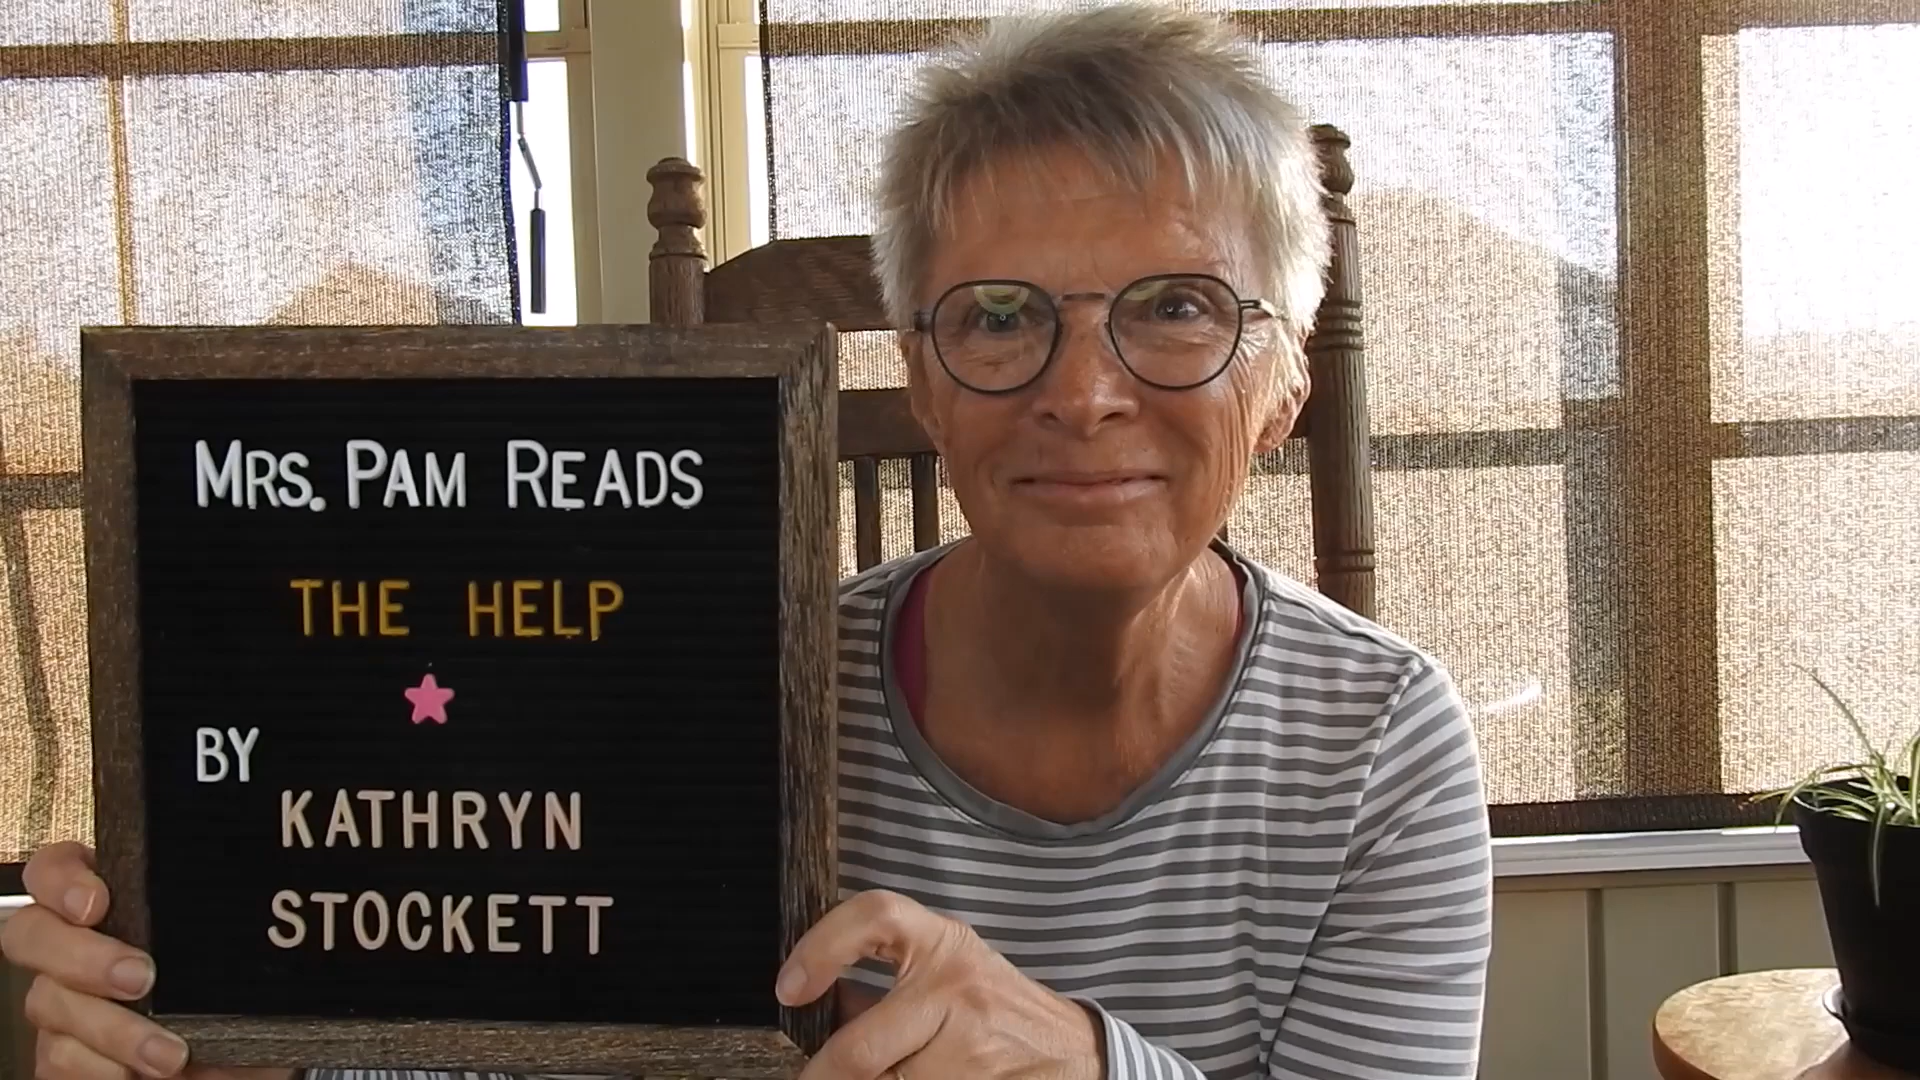 MRS. PAM READS
THE HELP
BY
KATHRYN
STOCKETT